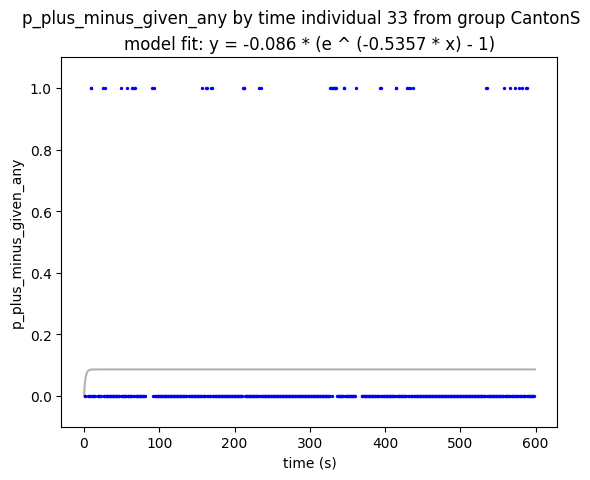 p_plus_minus_given_any by time individual 33 from group CantonS
model fit: y = -0.086 * (e ^ (-0.5357 * x) - 1)
1.0
0.8
0.6
0.4
0.2
0.0
p_plus_minus_given_any
0 100 200 300 400 500 600
time (s)